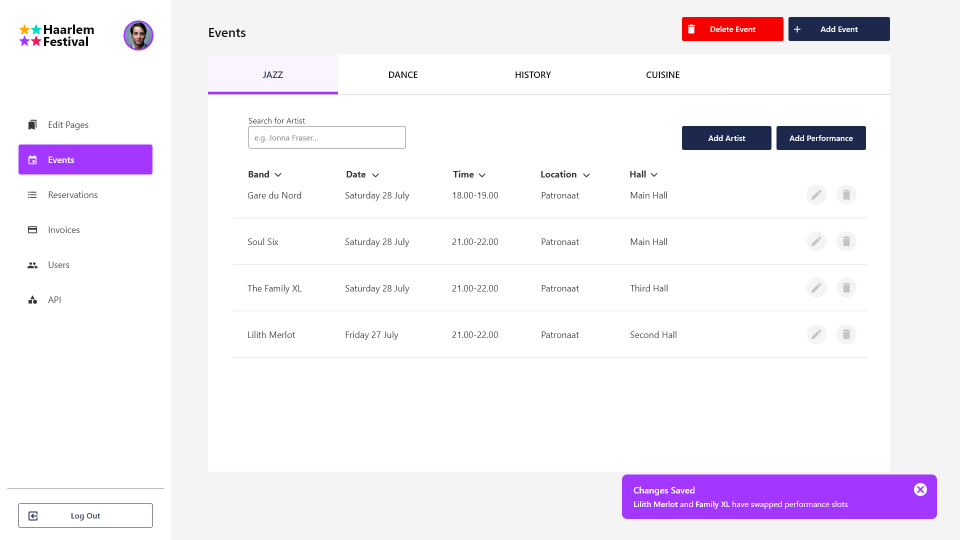 Haarlem
Festival
Edit Pages
Events
Reservations
Invoices
Users
API
Log Out
Events
Delete Event
Add Event
JAZZ
DANCE
HISTORY
CUISINE
Search for Artist
e.g. Jonna Fraser...
Add Artist
Add Performance
Band Date Time Location Hall
Gare du Nord Saturday 28 July 18.00-19.00 Patronaat Main Hall
Soul Six Saturday 28 July 21.00-22.00 Patronaat Main Hall
The Family XL Saturday 28 July 21.00-22.00 Patronaat Third Hall
Lilith Merlot Friday 27 July 21.00-22.00 Patronaat Second Hall
Changes Saved
Lilith Merlot and Family XL have swapped performance slots